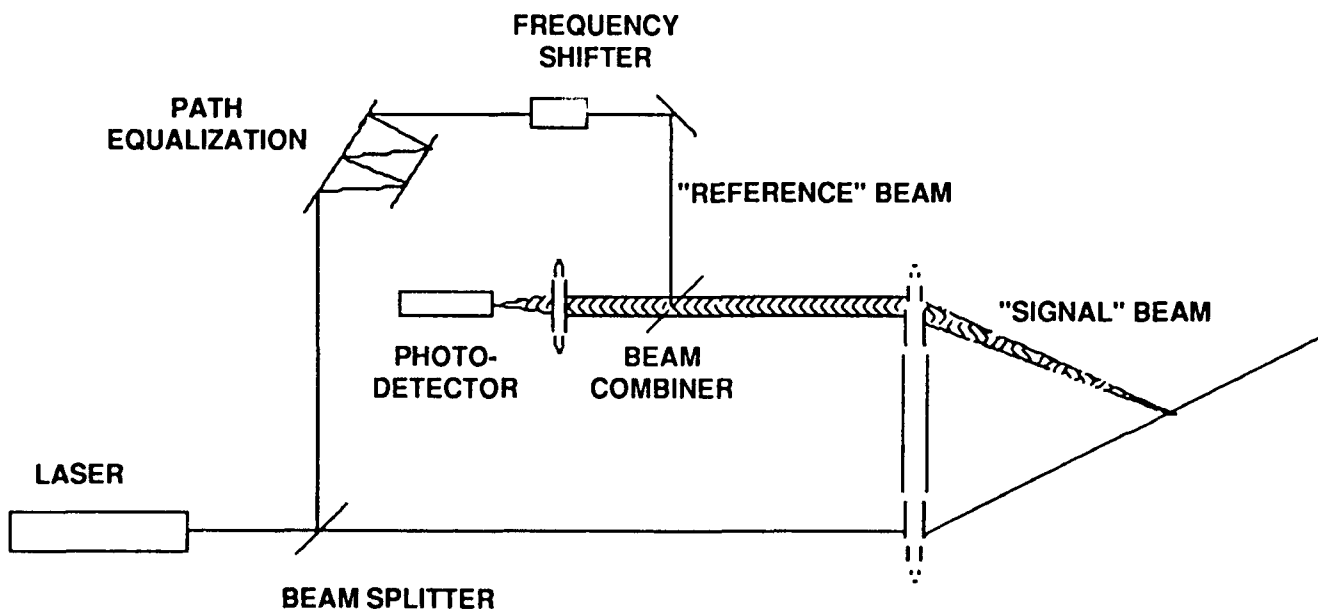 FREQUENCY
SHIFTER
PATH
EQUALIZATION
"REFERENCE" BEAM
"SIGNAL" BEAM
PHOTO-
DETECTOR
BEAM
COMBINER
LASER
BEAM SPLITTER